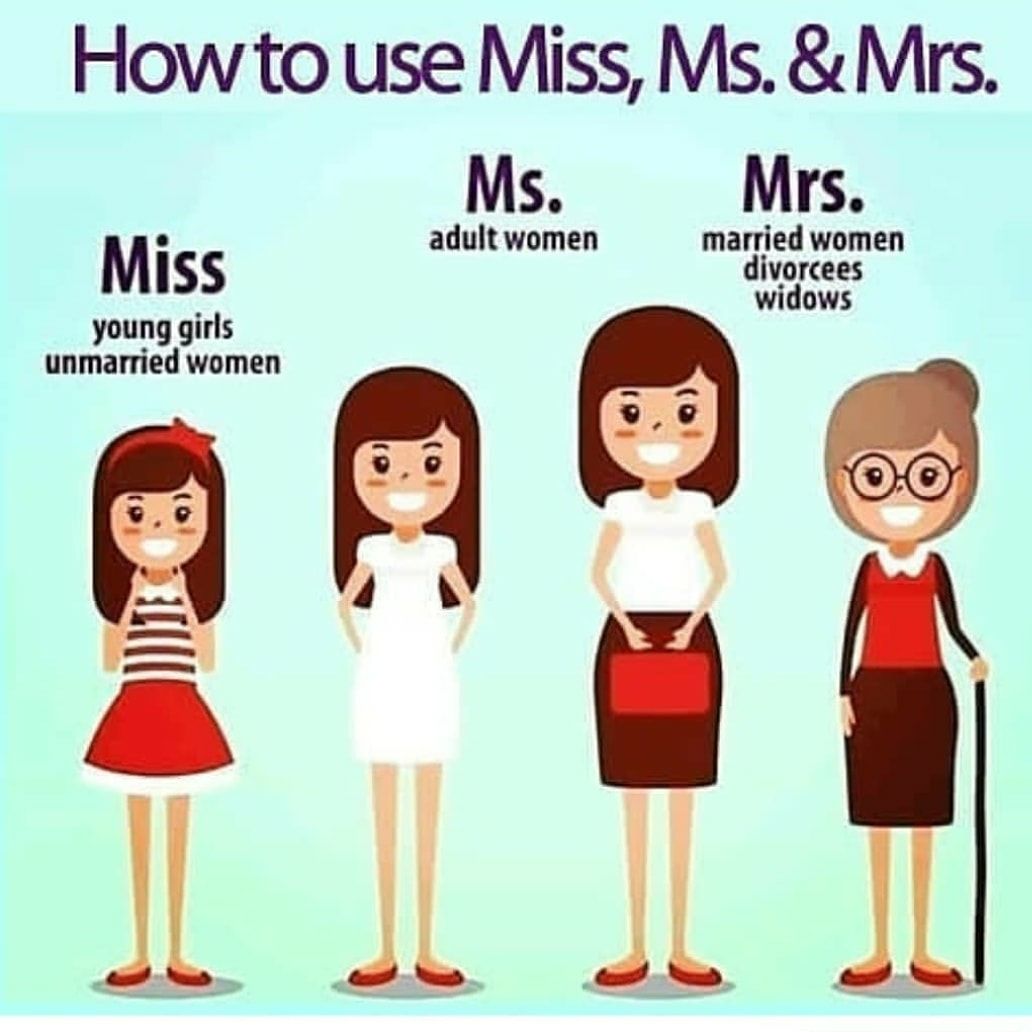 How to use Miss, Ms. & Mrs.
Miss
young girls
unmarried women
Ms.
adult women
Mrs.
married women
divorcees
widows